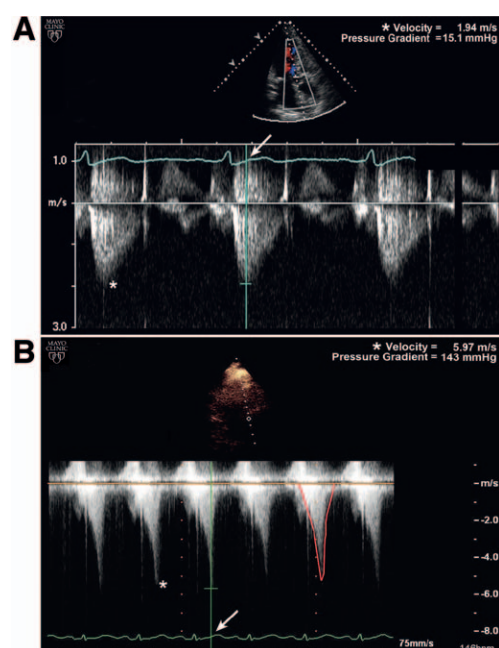 A
MAYO
CLINIC
* Velocity = 1.94 m/s
Pressure Gradient =15.1 mmHg
1.0
m/s
*
3.0
B
MAYO
CLINIC
* Velocity = 5.97 m/s
Pressure Gradient = 143 mmHg
m/s
-2.0
-4.0
*
-6.0
-8.0
75mm/s